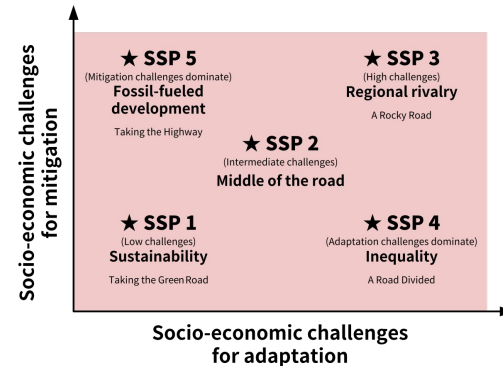 Socio-economic challenges
for mitigation
★ SSP 5
(Mitigation challenges dominate)
Fossil-fueled
development
Taking the Highway
★ SSP 3
(High challenges)
Regional rivalry
A Rocky Road
★ SSP 2
(Intermediate challenges)
Middle of the road
★ SSP 1
(Low challenges)
Sustainability
Taking the Green Road
★ SSP 4
(Adaptation challenges dominate)
Inequality
A Road Divided
Socio-economic challenges
for adaptation